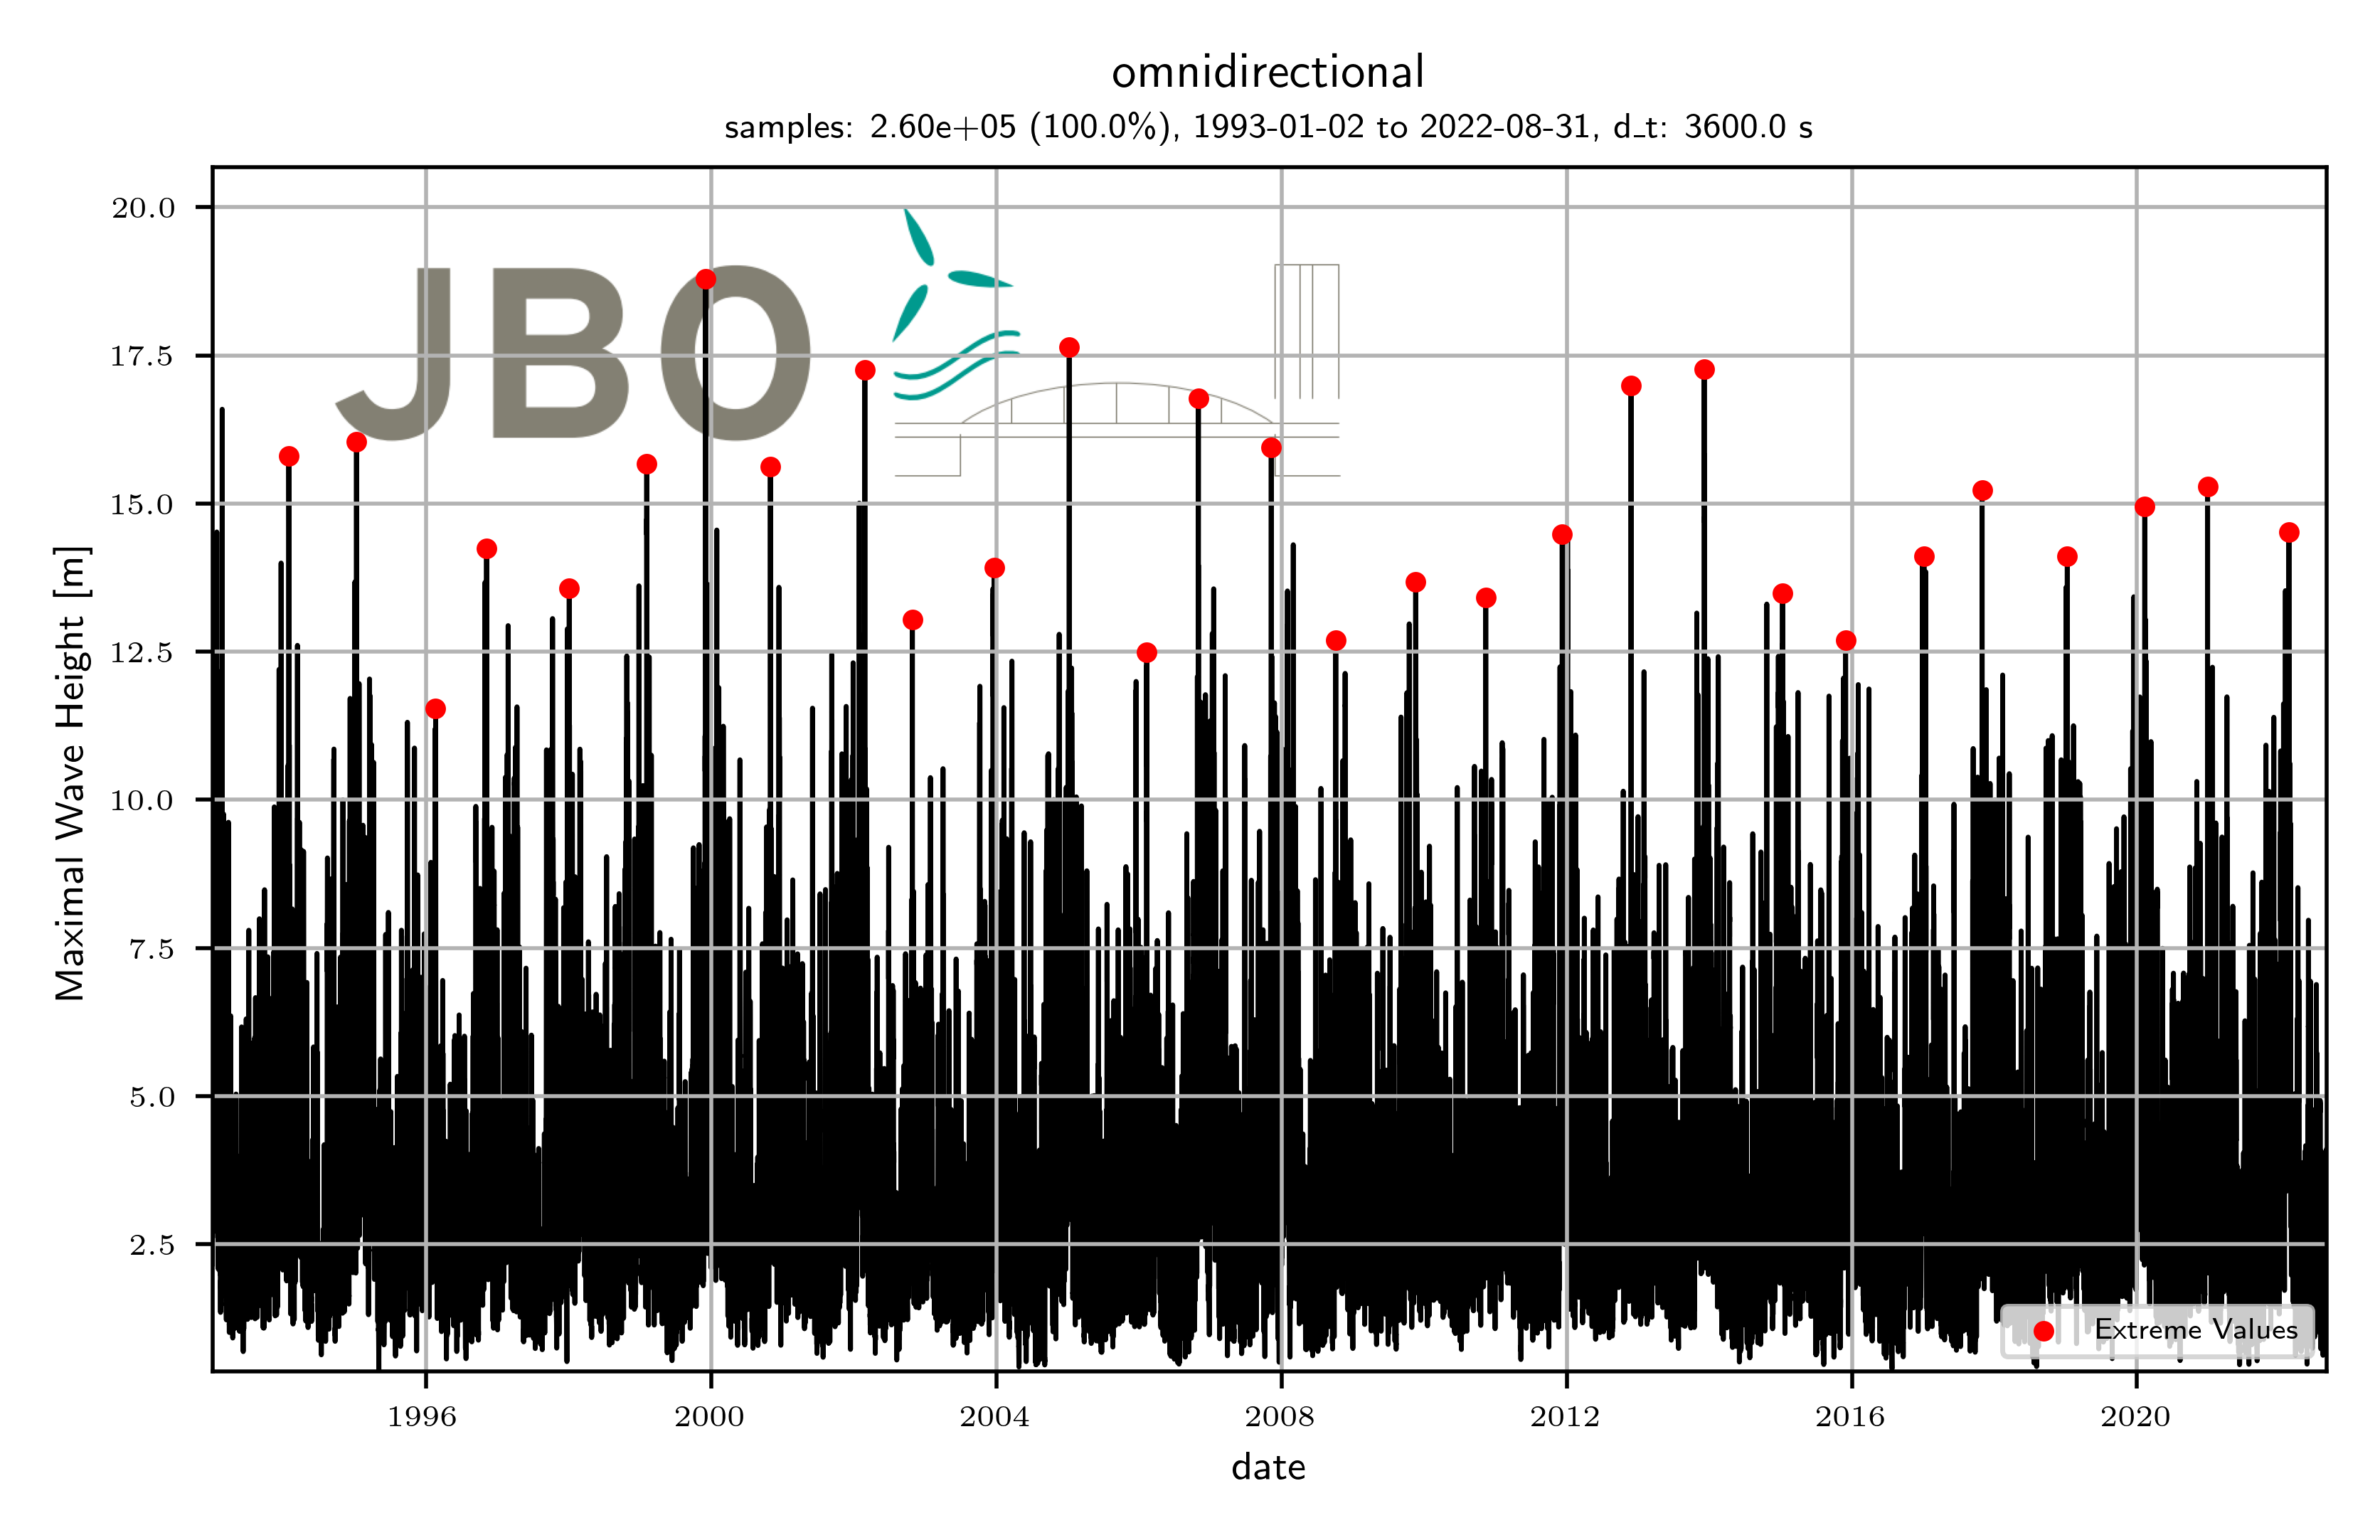 omnidirectional
samples: 2.60e+05 (100.0%), 1993-01-02 to 2022-08-31, d_t: 3600.0 s
JBO
Maximal Wave Height [m]
20.0
17.5
15.0
12.5
10.0
7.5
5.0
2.5
Extreme Values
1996 2000 2004 2008 2012 2016 2020
date